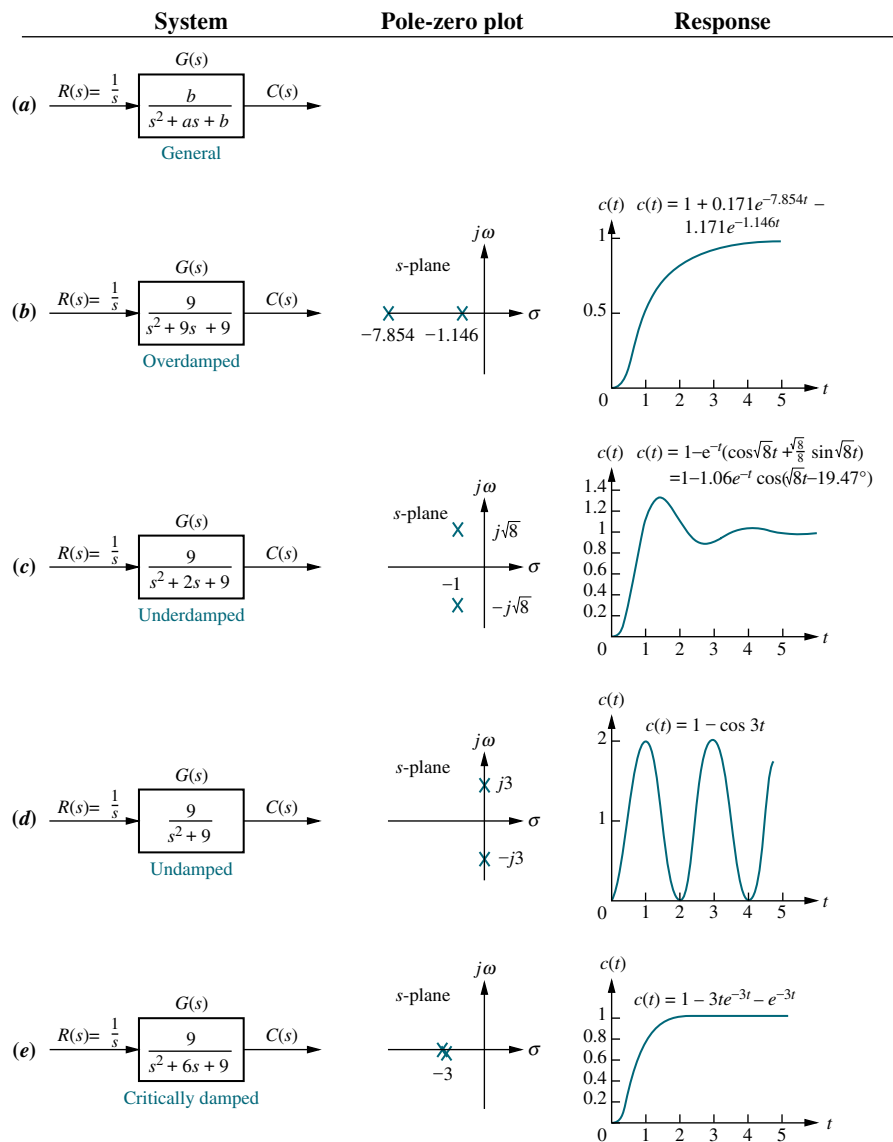 System Pole-zero plot Response
(a) R(s)= 1/s
G(s)
b
s² + as + b
C(s)
General
(b) R(s)= 1/s
G(s)
9
s² + 9s + 9
C(s)
Overdamped
jω
s-plane
σ
−7.854 −1.146
c(t) c(t) = 1 + 0.171e^−7.854t −
1.171e^−1.146t
1
0.5
0 1 2 3 4 5 t
(c) R(s)= 1/s
G(s)
9
s² + 2s + 9
C(s)
Underdamped
jω
s-plane
j√8
σ
−1
−j√8
c(t) c(t) = 1−e^−t(cos√8t + √8/8 sin√8t)
=1−1.06e^−t cos(√8t−19.47°)
1.4
1.2
1
0.8
0.6
0.4
0.2
0 1 2 3 4 5 t
(d) R(s)= 1/s
G(s)
9
s² + 9
C(s)
Undamped
jω
s-plane
j3
σ
−j3
c(t)
c(t) = 1 − cos 3t
2
1
0 1 2 3 4 5 t
(e) R(s)= 1/s
G(s)
9
s² + 6s + 9
C(s)
Critically damped
jω
s-plane
σ
−3
c(t)
c(t) = 1 − 3te^−3t − e^−3t
1
0.8
0.6
0.4
0.2
0 1 2 3 4 5 t